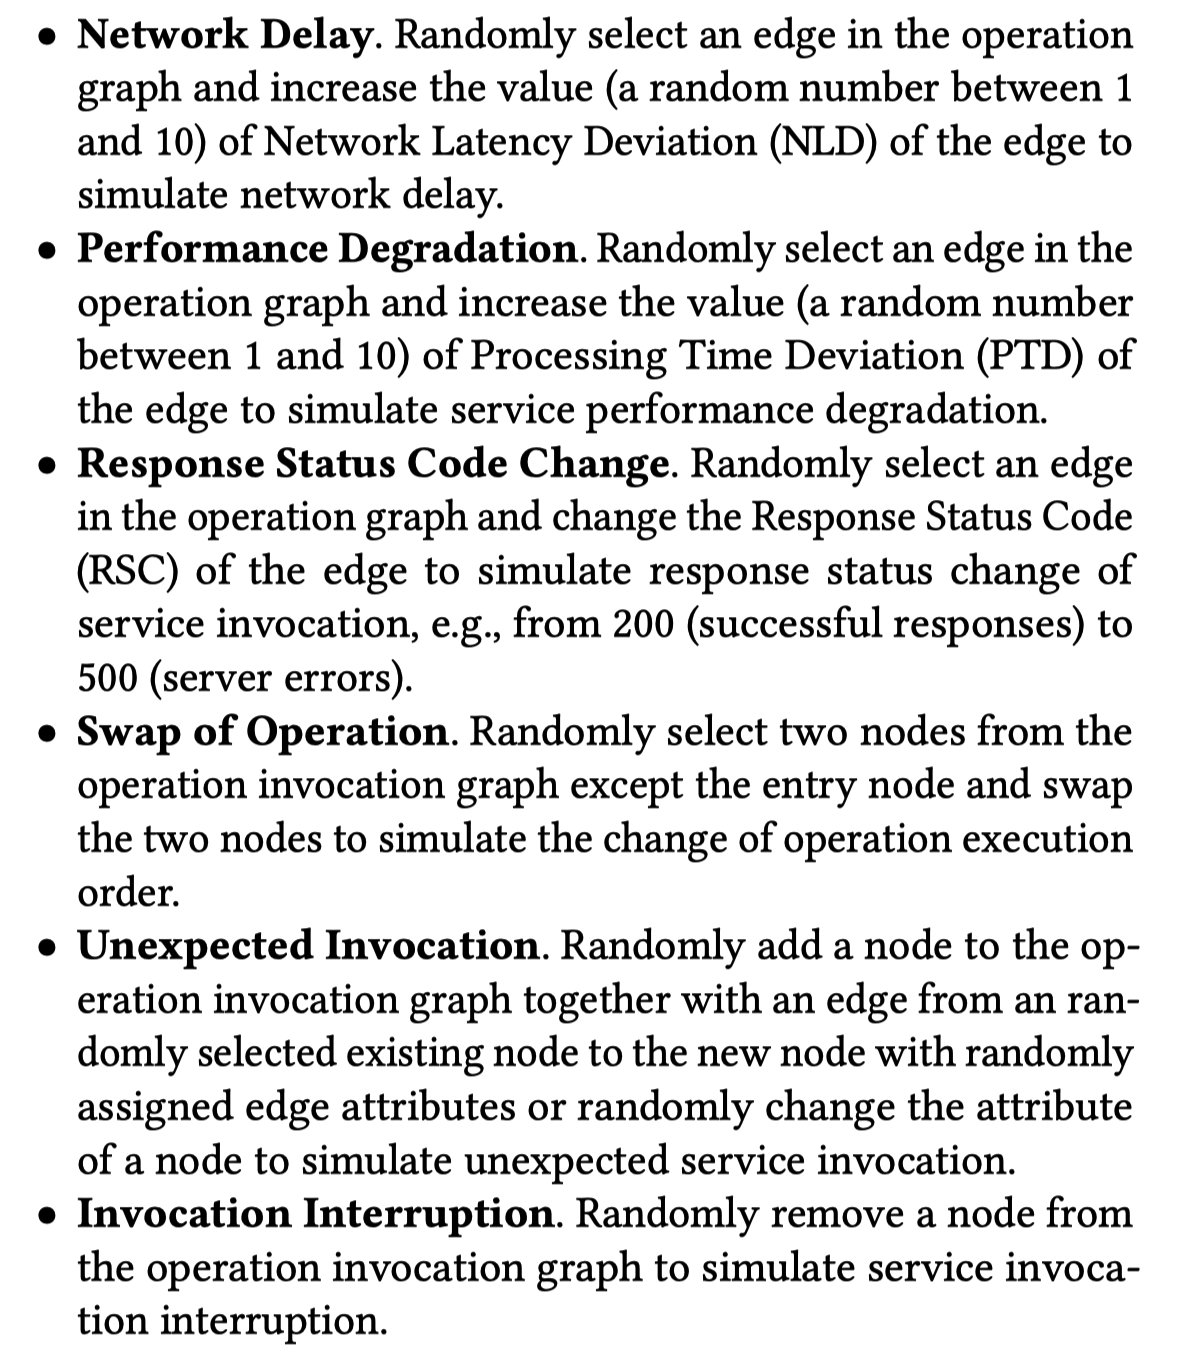 • Network Delay. Randomly select an edge in the operation
graph and increase the value (a random number between 1
and 10) of Network Latency Deviation (NLD) of the edge to
simulate network delay.
• Performance Degradation. Randomly select an edge in the
operation graph and increase the value (a random number
between 1 and 10) of Processing Time Deviation (PTD) of
the edge to simulate service performance degradation.
• Response Status Code Change. Randomly select an edge
in the operation graph and change the Response Status Code
(RSC) of the edge to simulate response status change of
service invocation, e.g., from 200 (successful responses) to
500 (server errors).
• Swap of Operation. Randomly select two nodes from the
operation invocation graph except the entry node and swap
the two nodes to simulate the change of operation execution
order.
• Unexpected Invocation. Randomly add a node to the op-
eration invocation graph together with an edge from an ran-
domly selected existing node to the new node with randomly
assigned edge attributes or randomly change the attribute
of a node to simulate unexpected service invocation.
• Invocation Interruption. Randomly remove a node from
the operation invocation graph to simulate service invoca-
tion interruption.